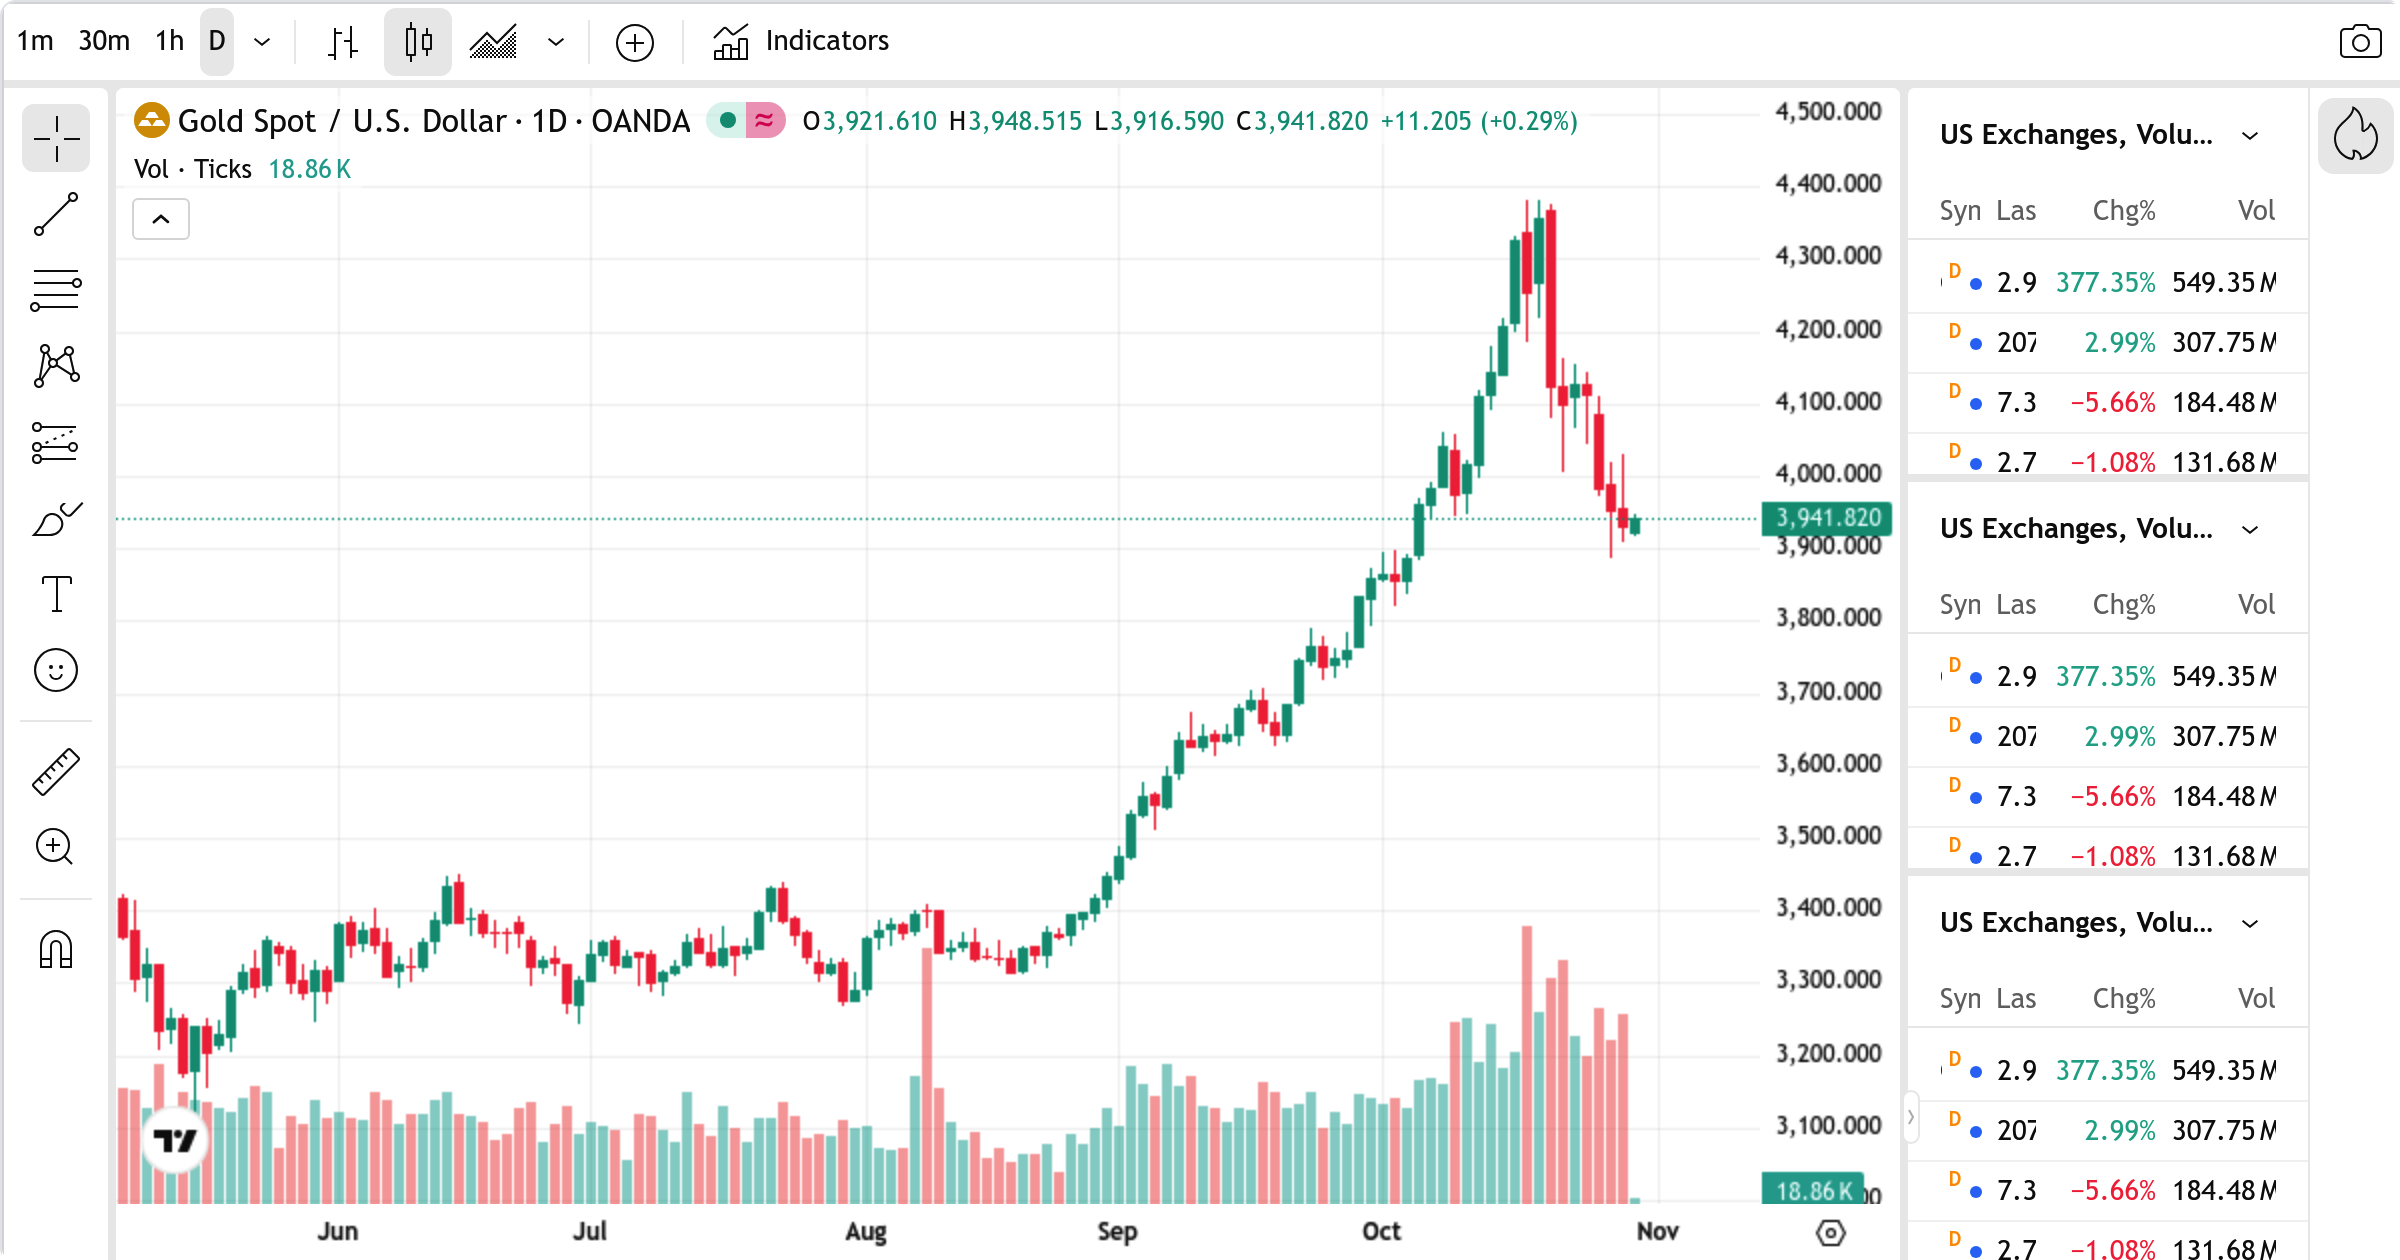 1m 30m 1h D Indicators
Gold Spot / U.S. Dollar · 1D · OANDA O3,921.610 H3,948.515 L3,916.590 C3,941.820 +11.205 (+0.29%)
Vol · Ticks 18.86 K
4,500.000
4,400.000
4,300.000
4,200.000
4,100.000
4,000.000
3,941.820
3,900.000
3,800.000
3,700.000
3,600.000
3,500.000
3,400.000
3,300.000
3,200.000
3,100.000
18.86 K
Jun Jul Aug Sep Oct Nov
US Exchanges, Volu...
Syn Las Chg% Vol
D 2.9 377.35% 549.35 M
D 207 2.99% 307.75 M
D 7.3 −5.66% 184.48 M
D 2.7 −1.08% 131.68 M
US Exchanges, Volu...
Syn Las Chg% Vol
D 2.9 377.35% 549.35 M
D 207 2.99% 307.75 M
D 7.3 −5.66% 184.48 M
D 2.7 −1.08% 131.68 M
US Exchanges, Volu...
Syn Las Chg% Vol
D 2.9 377.35% 549.35 M
D 207 2.99% 307.75 M
D 7.3 −5.66% 184.48 M
D 2.7 −1.08% 131.68 M